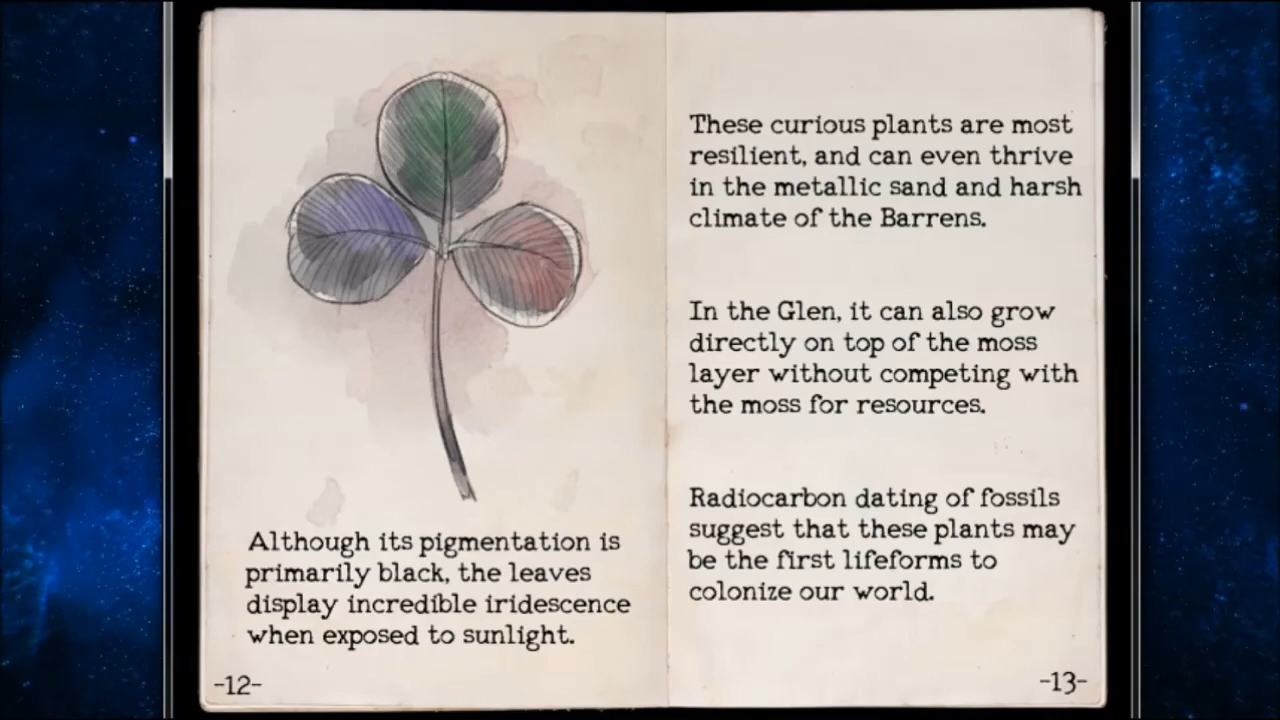 Although its pigmentation is
primarily black, the leaves
display incredible iridescence
when exposed to sunlight.
-12-
These curious plants are most
resilient, and can even thrive
in the metallic sand and harsh
climate of the Barrens.
In the Glen, it can also grow
directly on top of the moss
layer without competing with
the moss for resources.
Radiocarbon dating of fossils
suggest that these plants may
be the first lifeforms to
colonize our world.
-13-